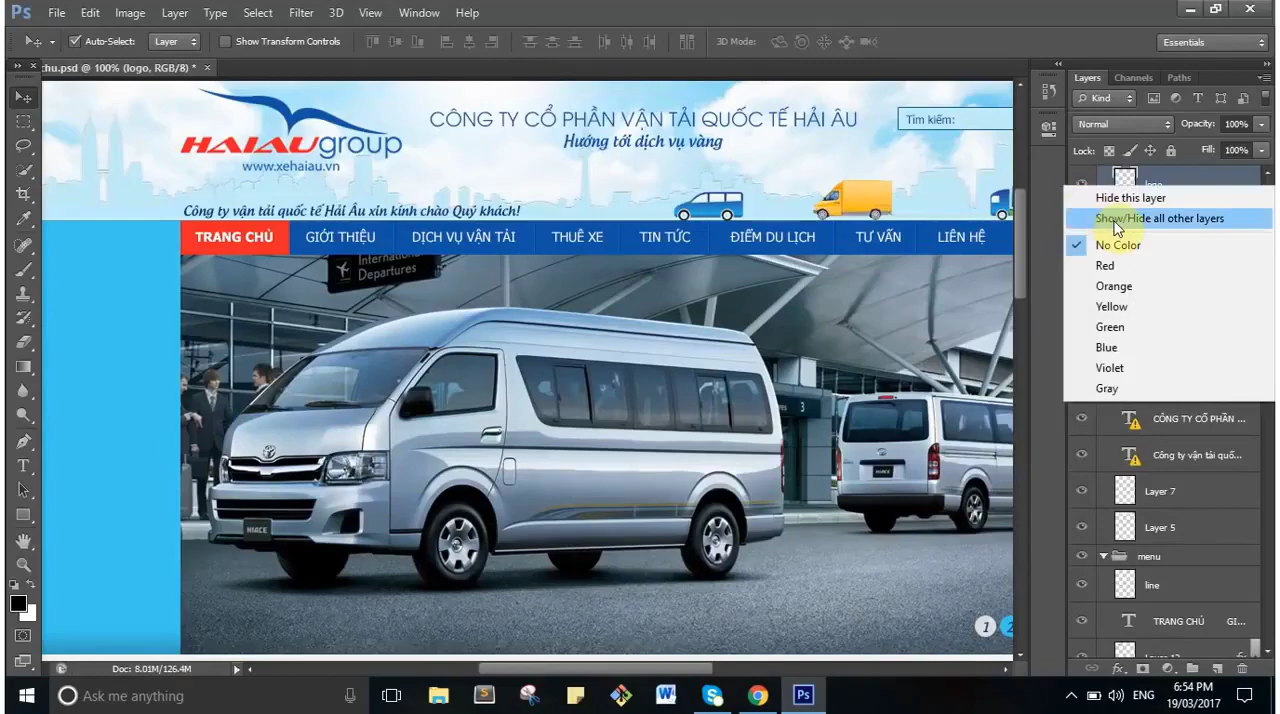 Ps File Edit Image Layer Type Select Filter 3D View Window Help
Auto-Select: Layer Show Transform Controls 3D Mode: Essentials
chu.psd @ 100% (logo, RGB/8) * ×
Layers Channels Paths
Kind
Normal Opacity: 100%
Lock: Fill: 100%
logo
Hide this layer
Show/Hide all other layers
No Color
Red
Orange
Yellow
Green
Blue
Violet
Gray
CÔNG TY CỔ PHẦN ...
Công ty vận tải quốc...
Layer 7
Layer 5
menu
line
TRANG CHỦ GI...
HAIAUgroup
www.xehaiau.vn
CÔNG TY CỔ PHẦN VẬN TẢI QUỐC TẾ HẢI ÂU
Hướng tới dịch vụ vàng
Tìm kiếm:
Công ty vận tải quốc tế Hải Âu xin kính chào Quý khách!
TRANG CHỦ GIỚI THIỆU DỊCH VỤ VẬN TẢI THUÊ XE TIN TỨC ĐIỂM DU LỊCH TƯ VẤN LIÊN HỆ
International
Departures
3
HIACE
HIACE
1 2
Doc: 8.01M/126.4M
Ask me anything
ENG
6:54 PM
19/03/2017